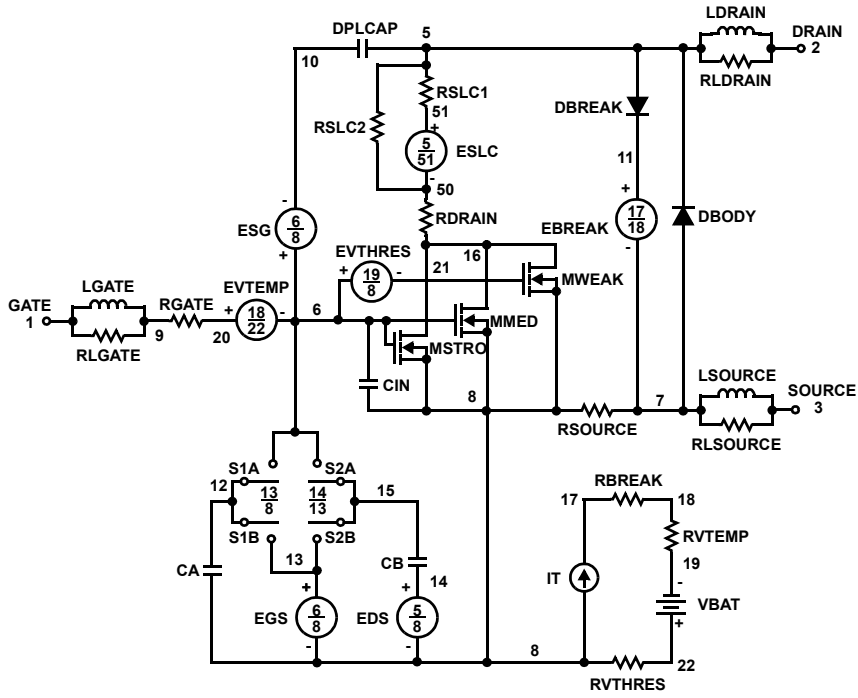 LDRAIN
DPLCAP
5
DRAIN
2
10
RLDRAIN
RSLC1
51
DBREAK
RSLC2
+
5
51
ESLC
-
50
11
-
+
6
8
ESG
+
RDRAIN
17
18
EBREAK
-
DBODY
EVTHRES
16
21
+
19
8
-
MWEAK
LGATE
GATE
1
RGATE
EVTEMP
+
18
22
-
6
MMED
9
20
RLGATE
MSTRO
CIN
LSOURCE
SOURCE
3
8
7
RSOURCE
RLSOURCE
S1A
S2A
RBREAK
12
13
8
14
13
15
17
18
S1B
S2B
RVTEMP
13
CB
19
CA
14
IT
-
+
+
VBAT
EGS
6
8
EDS
5
8
+
-
-
8
22
RVTHRES